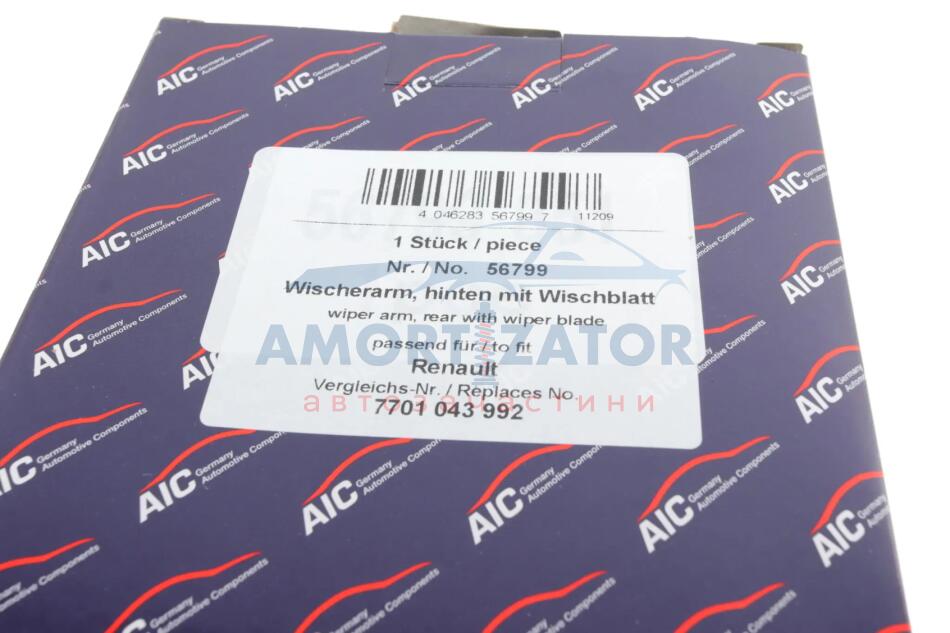 AIC Germany Automotive Components
4 046283 56799 7 11209
1 Stück / piece
Nr. / No. 56799
Wischerarm, hinten mit Wischblatt
wiper arm, rear with wiper blade
AMORTIZATOR
passend für / to fit
Renault
Vergleichs-Nr. / Replaces No.
автозапчастини
7701 043 992